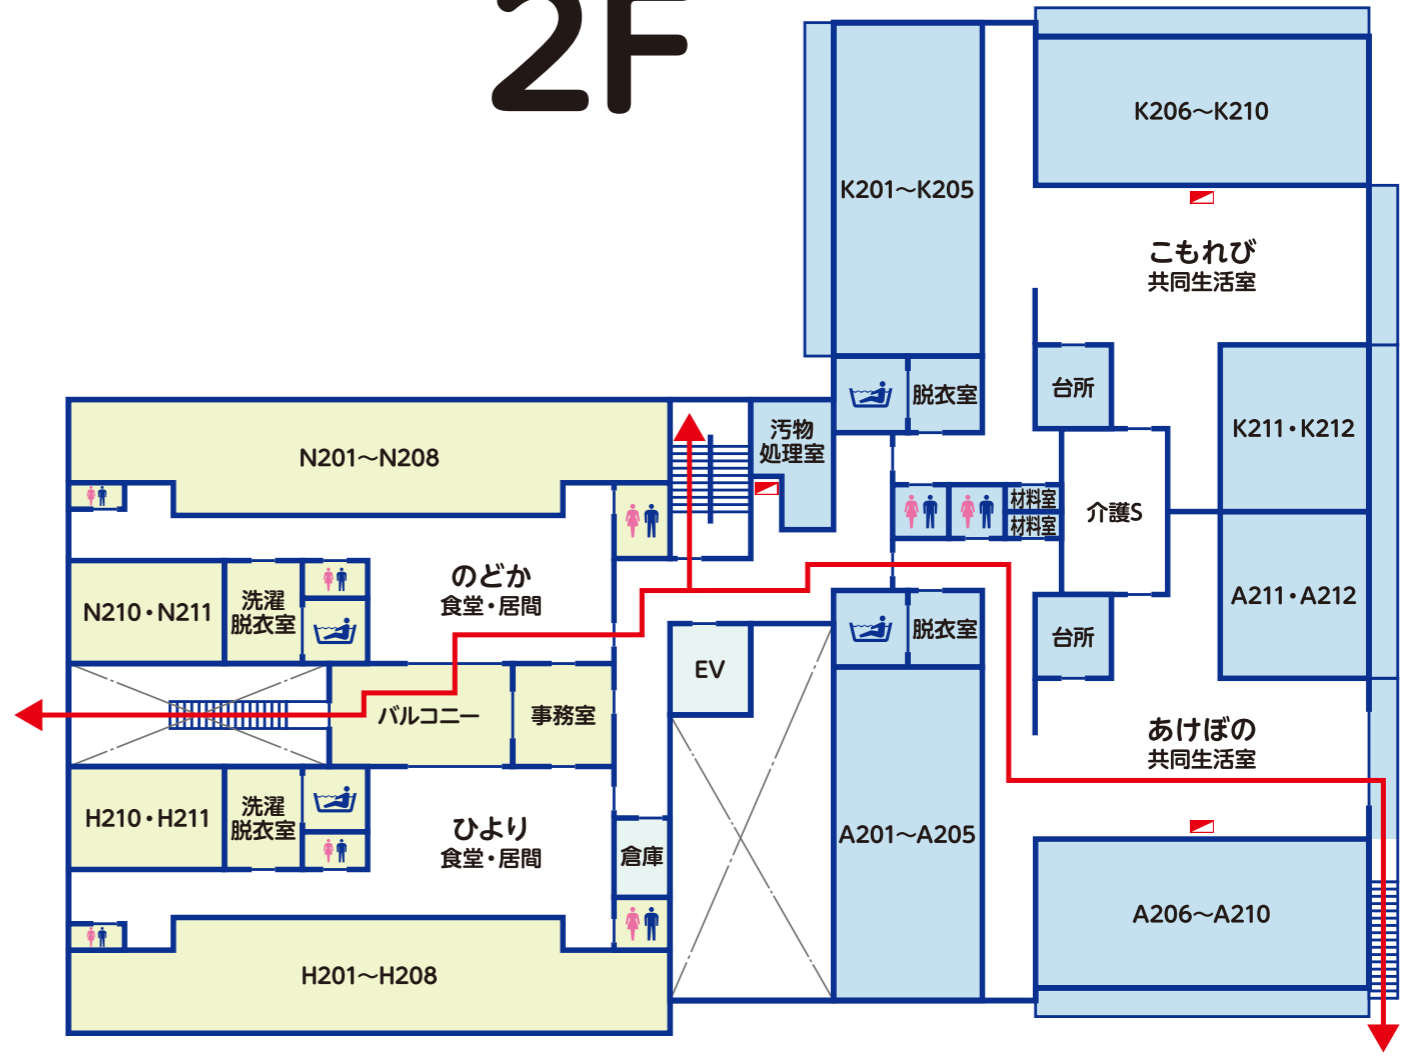 2F
K206〜K210
K201〜K205
こもれび
共同生活室
台所
脱衣室
K211・K212
汚物
処理室
N201〜N208
材料室
材料室
介護S
のどか
食堂・居間
N210・N211
洗濯
脱衣室
A211・A212
脱衣室
台所
EV
バルコニー
事務室
あけぼの
共同生活室
H210・H211
洗濯
脱衣室
ひより
食堂・居間
倉庫
A201〜A205
A206〜A210
H201〜H208